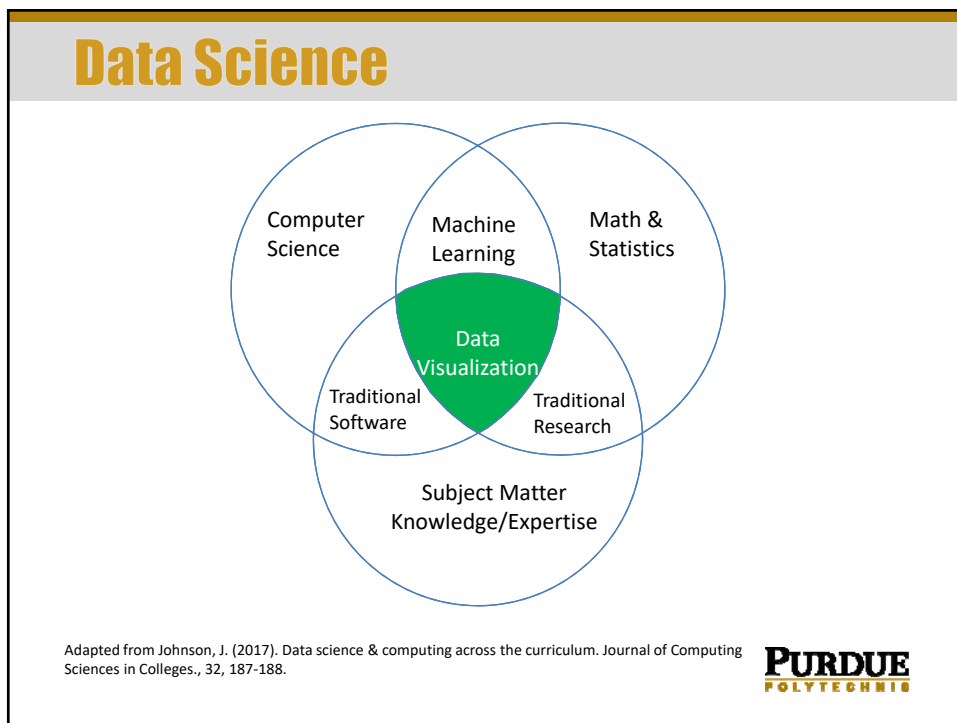 Data Science
Computer
Science
Machine
Learning
Math &
Statistics
Data
Visualization
Traditional
Software
Traditional
Research
Subject Matter
Knowledge/Expertise
Adapted from Johnson, J. (2017). Data science & computing across the curriculum. Journal of Computing
Sciences in Colleges., 32, 187-188.
PURDUE
POLYTECHNIC